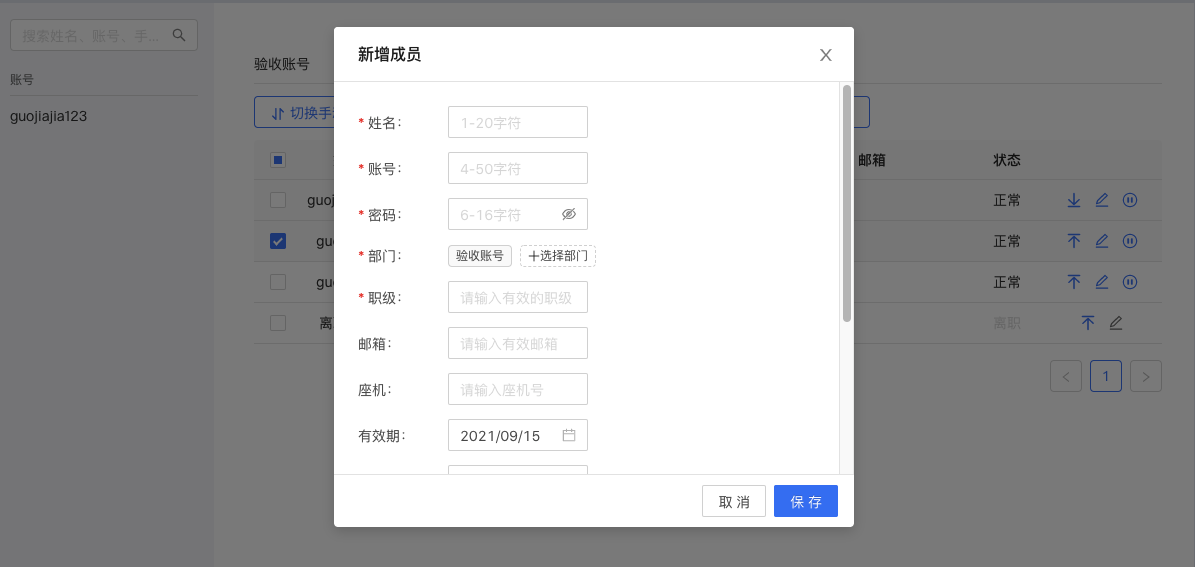 搜索姓名、账号、手...
账号
guojiajia123
验收账号
切换手
邮箱
状态
guoj
正常
gu
正常
gu
正常
离
离职
1
新增成员
* 姓名：
1-20字符
* 账号：
4-50字符
* 密码：
6-16字符
* 部门：
验收账号
+选择部门
* 职级：
请输入有效的职级
邮箱：
请输入有效邮箱
座机：
请输入座机号
有效期：
2021/09/15
取 消
保 存